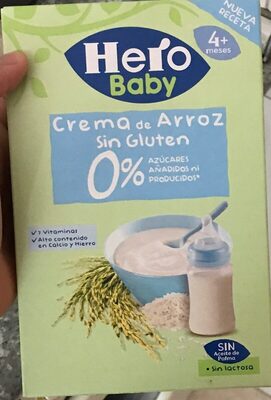 NUEVA
RECETA
Hero
Baby
4+
meses
Crema de Arroz
Sin Gluten
0%
AZÚCARES
AÑADIDOS ni
PRODUCIDOS*
✓ 7 Vitaminas
✓ Alto contenido
en Calcio y Hierro
SIN
Aceite de
Palma
• Sin lactosa